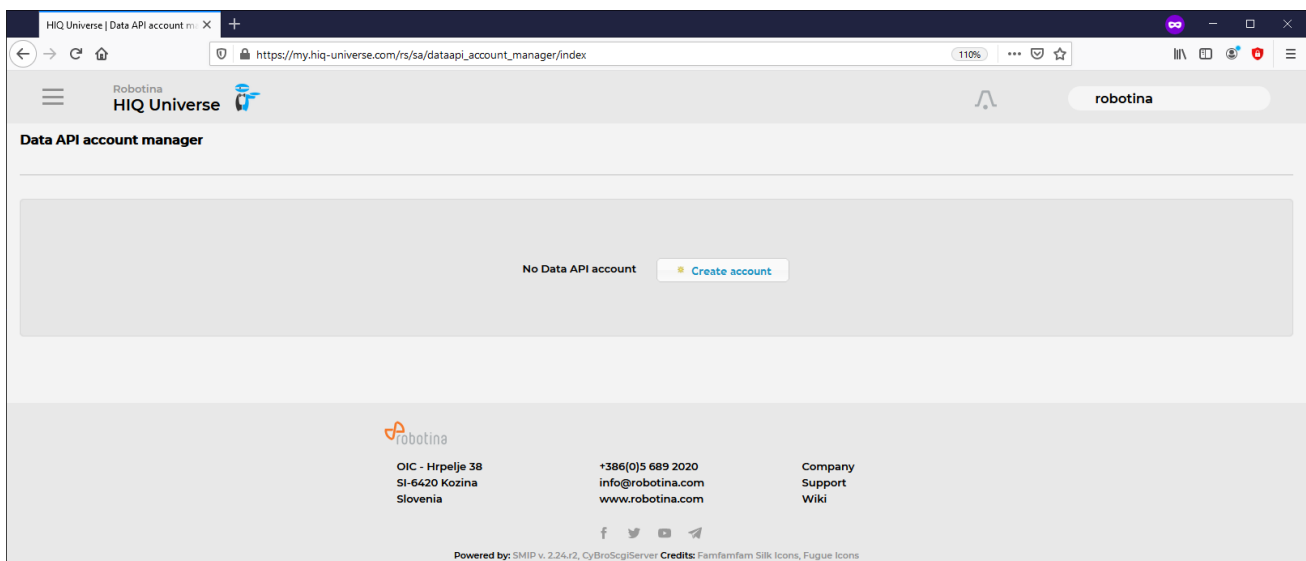 HIQ Universe | Data API account m
https://my.hiq-universe.com/rs/sa/dataapi_account_manager/index
110%
Robotina
HIQ Universe
robotina
Data API account manager
No Data API account
Create account
robotina
OIC - Hrpelje 38
SI-6420 Kozina
Slovenia
+386(0)5 689 2020
info@robotina.com
www.robotina.com
Company
Support
Wiki
Powered by: SMIP v. 2.24.r2, CyBroScgiServer Credits: Famfamfam Silk Icons, Fugue Icons